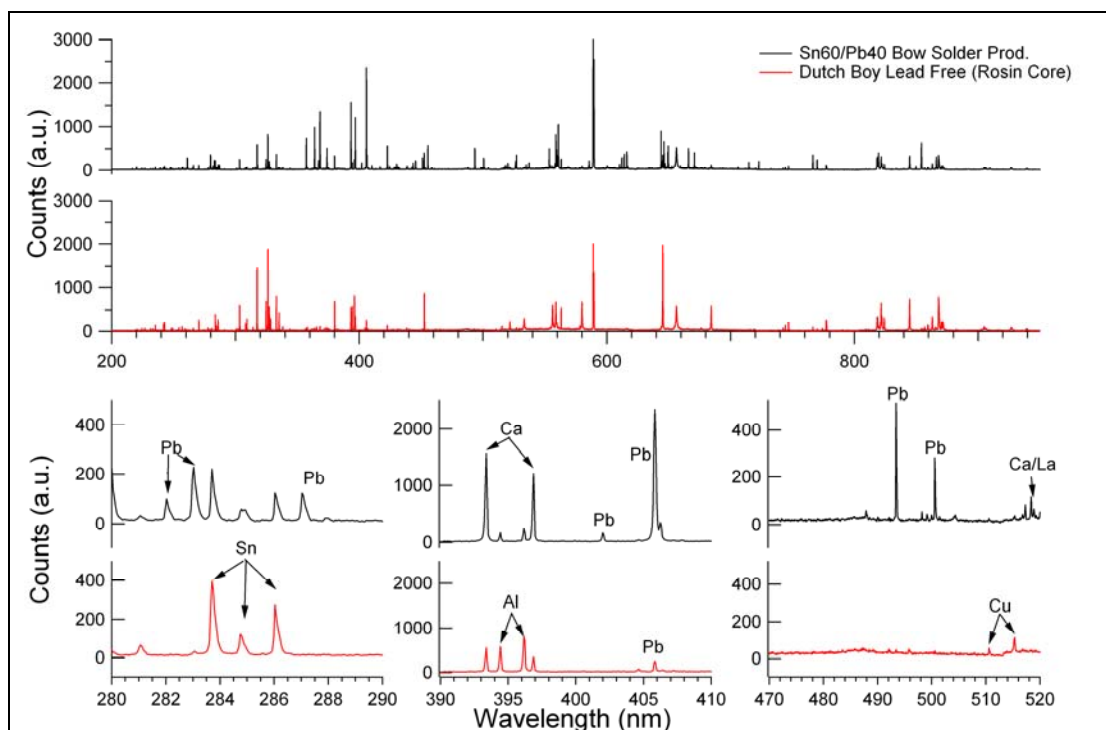 Sn60/Pb40 Bow Solder Prod.
Dutch Boy Lead Free (Rosin Core)
Counts (a.u.)
3000
2000
1000
0
3000
2000
1000
0
200 400 600 800
Counts (a.u.)
400
200
0
Pb
Pb
2000
1000
0
Ca
Pb
Pb
400
200
0
Pb
Pb
Ca/La
400
200
0
Sn
2000
1000
0
Al
Pb
400
200
0
Cu
280 282 284 286 288 290
390 395 400 405 410
470 480 490 500 510 520
Wavelength (nm)